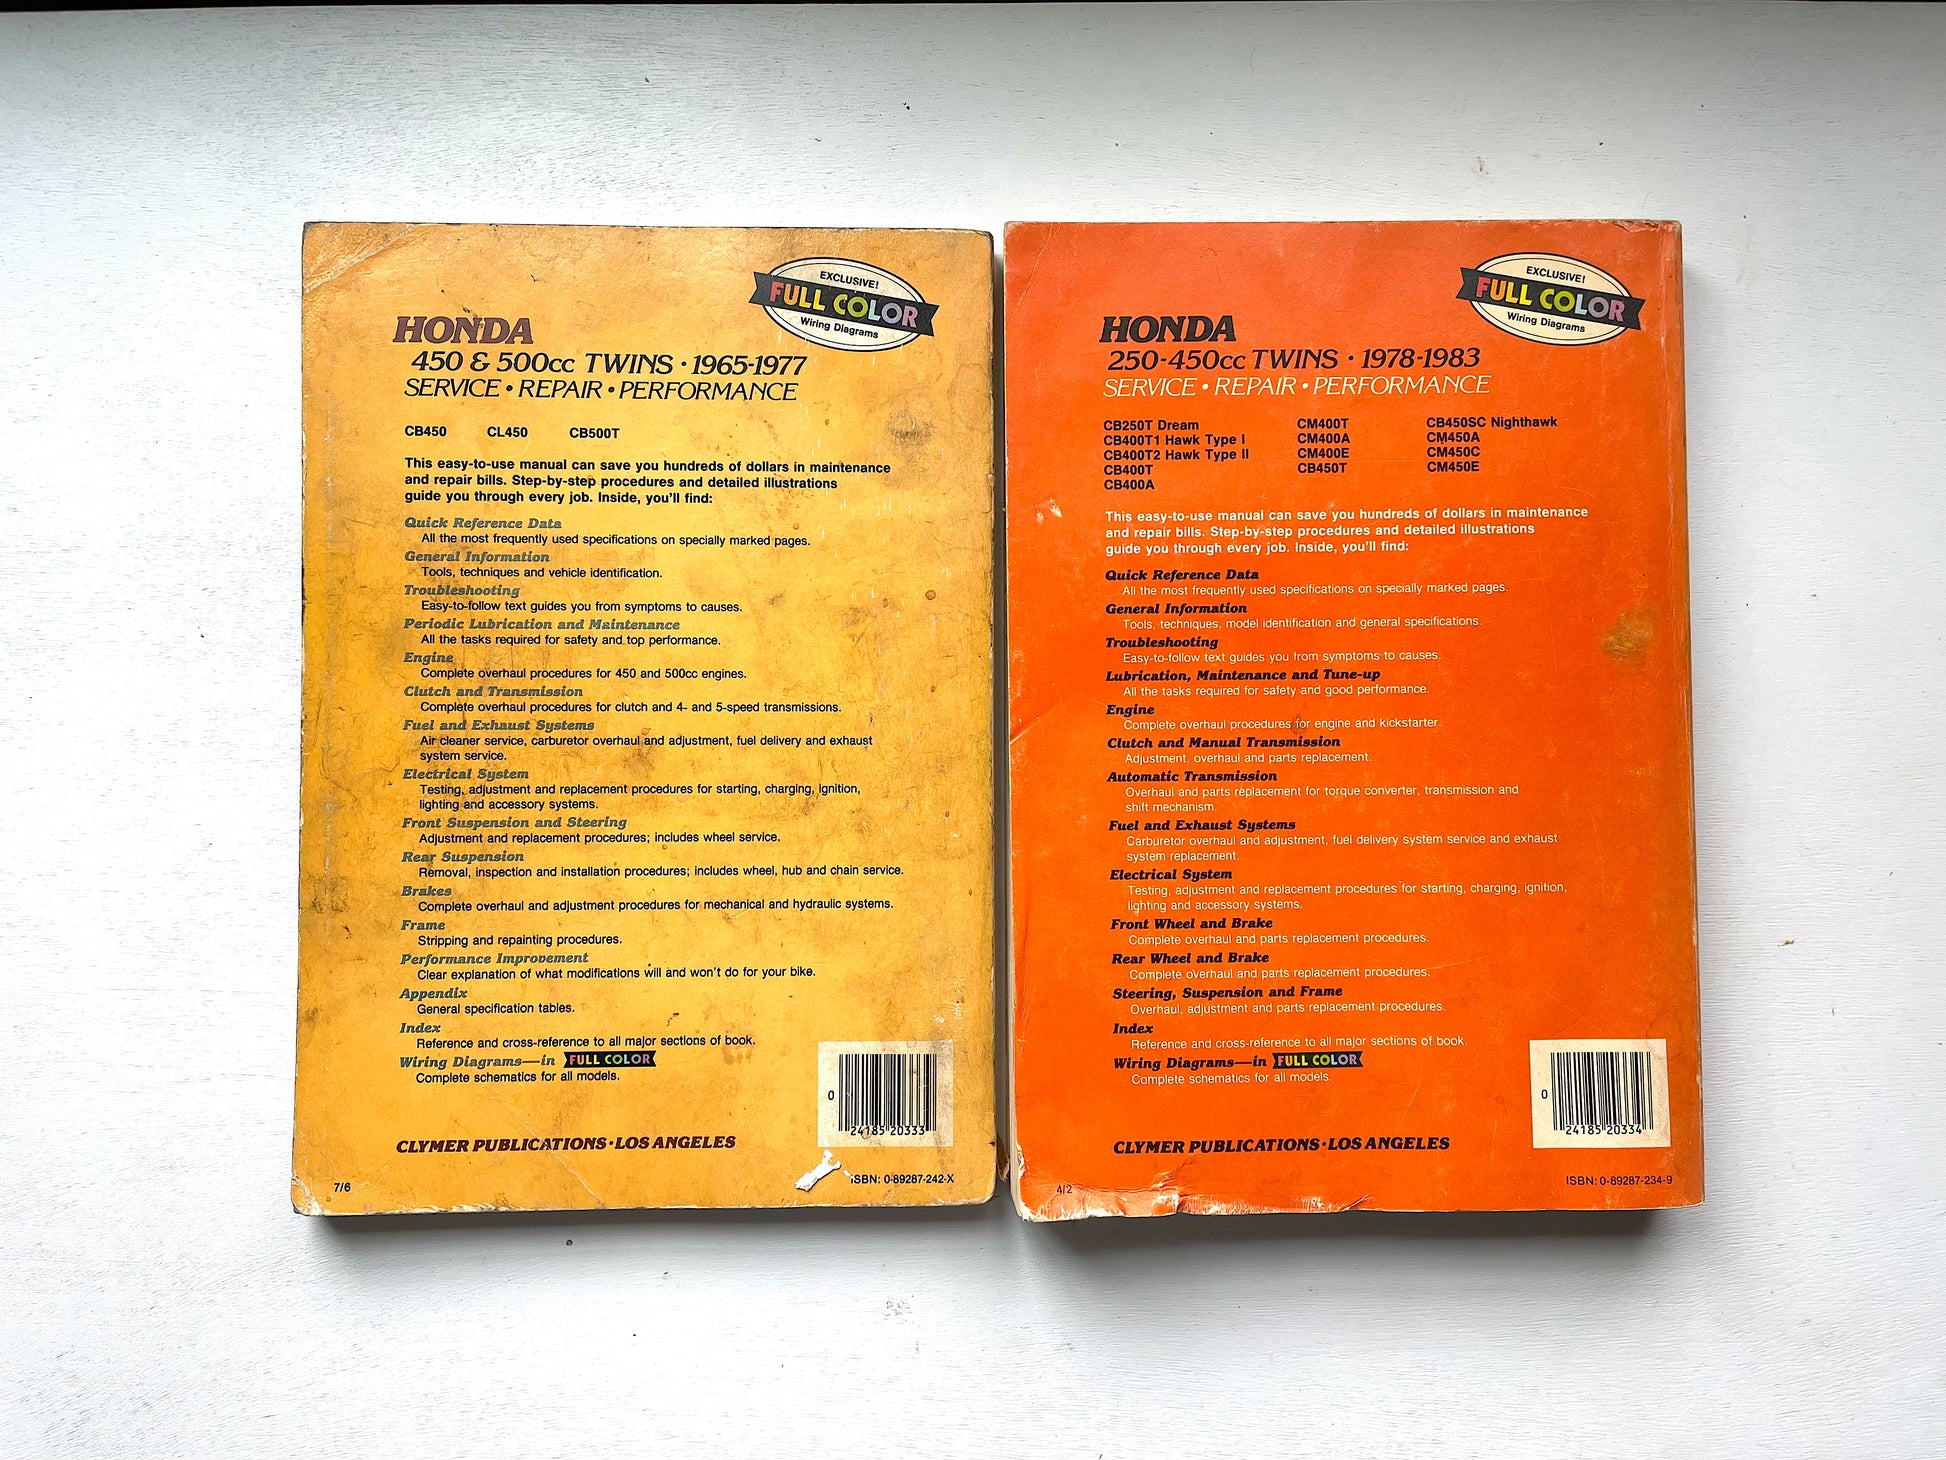 EXCLUSIVE!
FULL COLOR
Wiring Diagrams
HONDA
450 & 500cc TWINS • 1965-1977
SERVICE • REPAIR • PERFORMANCE
CB450 CL450 CB500T
This easy-to-use manual can save you hundreds of dollars in maintenance
and repair bills. Step-by-step procedures and detailed illustrations
guide you through every job. Inside, you'll find:
Quick Reference Data
All the most frequently used specifications on specially marked pages.
General Information
Tools, techniques and vehicle identification.
Troubleshooting
Easy-to-follow text guides you from symptoms to causes.
Periodic Lubrication and Maintenance
All the tasks required for safety and top performance.
Engine
Complete overhaul procedures for 450 and 500cc engines.
Clutch and Transmission
Complete overhaul procedures for clutch and 4- and 5-speed transmissions.
Fuel and Exhaust Systems
Air cleaner service, carburetor overhaul and adjustment, fuel delivery and exhaust
system service.
Electrical System
Testing, adjustment and replacement procedures for starting, charging, ignition,
lighting and accessory systems.
Front Suspension and Steering
Adjustment and replacement procedures; includes wheel service.
Rear Suspension
Removal, inspection and installation procedures; includes wheel, hub and chain service.
Brakes
Complete overhaul and adjustment procedures for mechanical and hydraulic systems.
Frame
Stripping and repainting procedures.
Performance Improvement
Clear explanation of what modifications will and won't do for your bike.
Appendix
General specification tables.
Index
Reference and cross-reference to all major sections of book.
Wiring Diagrams—in FULL COLOR
Complete schematics for all models.
0
24185 20333
CLYMER PUBLICATIONS • LOS ANGELES
7/6
ISBN: 0-89287-242-X
EXCLUSIVE!
FULL COLOR
Wiring Diagrams
HONDA
250-450cc TWINS • 1978-1983
SERVICE • REPAIR • PERFORMANCE
CB250T Dream CM400T CB450SC Nighthawk
CB400T1 Hawk Type I CM400A CM450A
CB400T2 Hawk Type II CM400E CM450C
CB400T CB450T CM450E
CB400A
This easy-to-use manual can save you hundreds of dollars in maintenance
and repair bills. Step-by-step procedures and detailed illustrations
guide you through every job. Inside, you'll find:
Quick Reference Data
All the most frequently used specifications on specially marked pages.
General Information
Tools, techniques, model identification and general specifications.
Troubleshooting
Easy-to-follow text guides you from symptoms to causes.
Lubrication, Maintenance and Tune-up
All the tasks required for safety and good performance.
Engine
Complete overhaul procedures for engine and kickstarter.
Clutch and Manual Transmission
Adjustment, overhaul and parts replacement.
Automatic Transmission
Overhaul and parts replacement for torque converter, transmission and
shift mechanism.
Fuel and Exhaust Systems
Carburetor overhaul and adjustment, fuel delivery system service and exhaust
system replacement.
Electrical System
Testing, adjustment and replacement procedures for starting, charging, ignition,
lighting and accessory systems.
Front Wheel and Brake
Complete overhaul and parts replacement procedures.
Rear Wheel and Brake
Complete overhaul and parts replacement procedures.
Steering, Suspension and Frame
Overhaul, adjustment and parts replacement procedures.
Index
Reference and cross-reference to all major sections of book.
Wiring Diagrams—in FULL COLOR
Complete schematics for all models.
0
24185 20334
CLYMER PUBLICATIONS • LOS ANGELES
4/2
ISBN: 0-89287-234-9